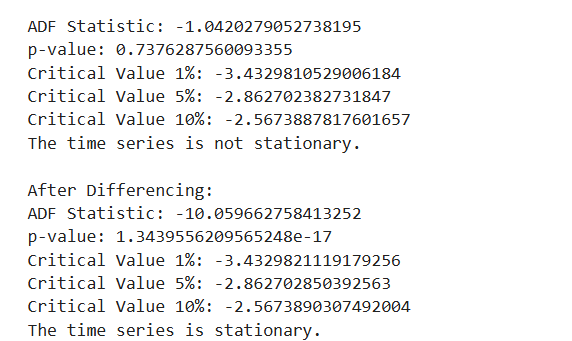 ADF Statistic: -1.0420279052738195
p-value: 0.7376287560093355
Critical Value 1%: -3.4329810529006184
Critical Value 5%: -2.862702382731847
Critical Value 10%: -2.5673887817601657
The time series is not stationary.
After Differencing:
ADF Statistic: -10.059662758413252
p-value: 1.3439556209565248e-17
Critical Value 1%: -3.4329821119179256
Critical Value 5%: -2.862702850392563
Critical Value 10%: -2.5673890307492004
The time series is stationary.